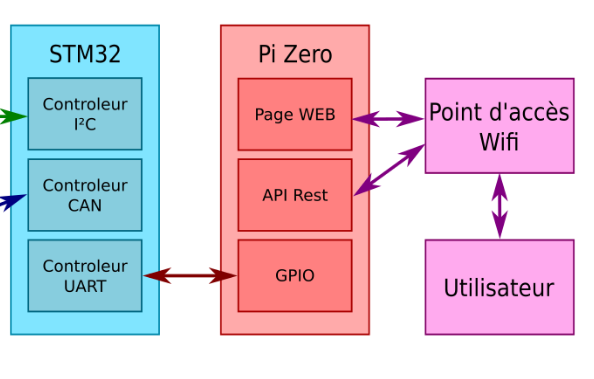 STM32
Controleur
I²C
Controleur
CAN
Controleur
UART
Pi Zero
Page WEB
API Rest
GPIO
Point d'accès
Wifi
Utilisateur